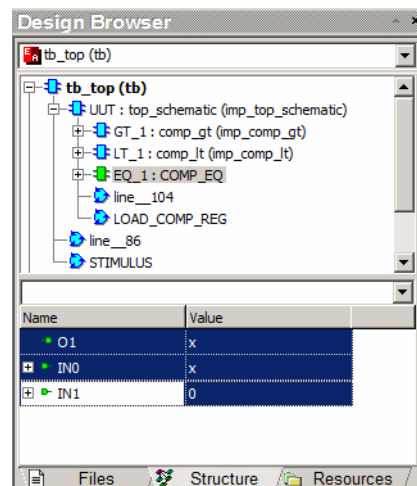 Design Browser
tb_top (tb)
tb_top (tb)
UUT : top_schematic (imp_top_schematic)
GT_1 : comp_gt (imp_comp_gt)
LT_1 : comp_lt (imp_comp_lt)
EQ_1 : COMP_EQ
line__104
LOAD_COMP_REG
line__86
STIMULUS
Name Value
O1 x
IN0 x
IN1 0
Files Structure Resources